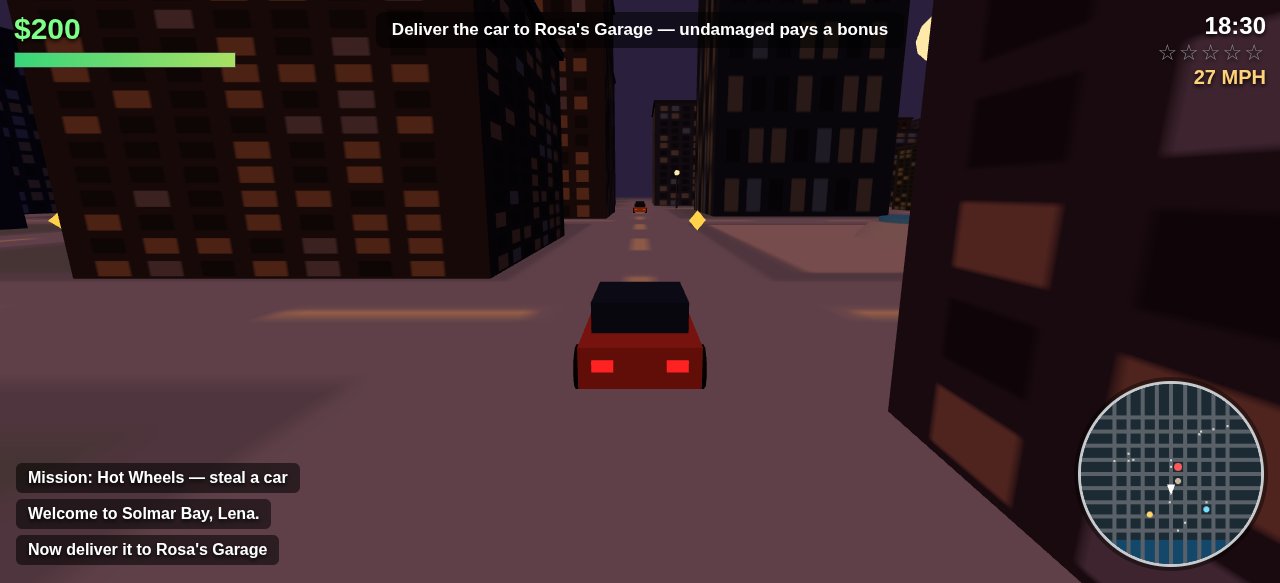 $200
Deliver the car to Rosa's Garage — undamaged pays a bonus
18:30
☆☆☆☆☆
27 MPH
Mission: Hot Wheels — steal a car
Welcome to Solmar Bay, Lena.
Now deliver it to Rosa's Garage